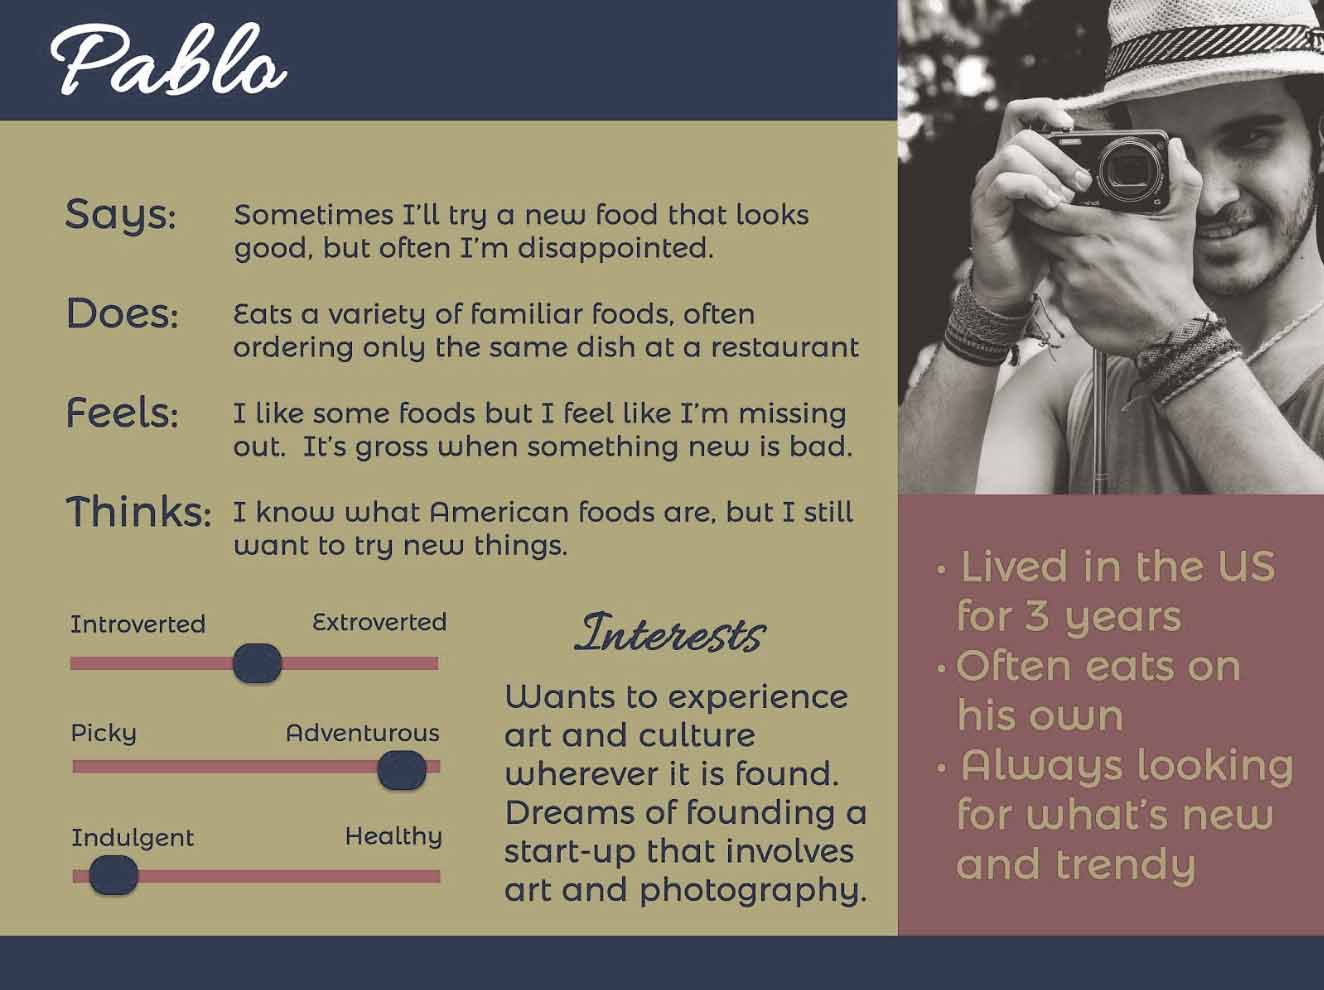 Pablo
Says: Sometimes I'll try a new food that looks
good, but often I'm disappointed.
Does: Eats a variety of familiar foods, often
ordering only the same dish at a restaurant
Feels: I like some foods but I feel like I'm missing
out.  It's gross when something new is bad.
Thinks: I know what American foods are, but I still
want to try new things.
Introverted Extroverted
Picky Adventurous
Indulgent Healthy
Interests
Wants to experience
art and culture
wherever it is found.
Dreams of founding a
start-up that involves
art and photography.
• Lived in the US
for 3 years
• Often eats on
his own
• Always looking
for what's new
and trendy